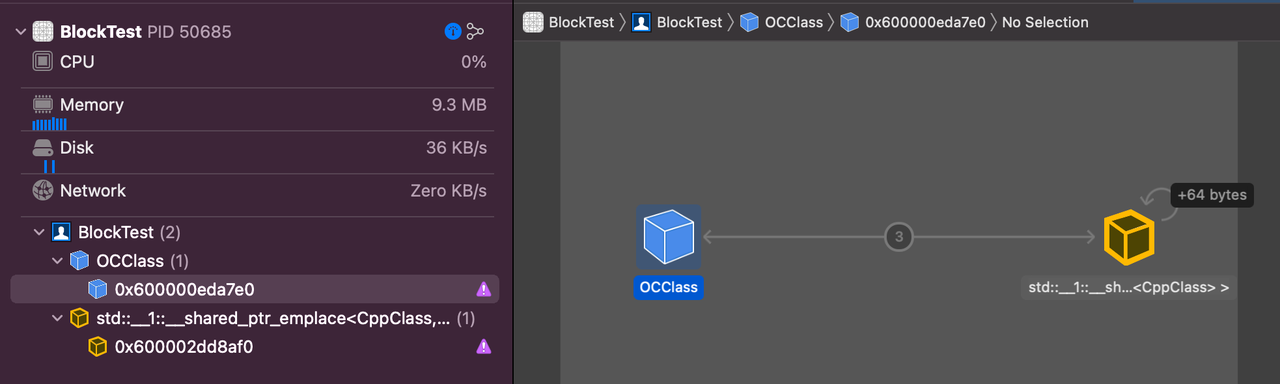 BlockTest PID 50685
CPU 0%
Memory 9.3 MB
Disk 36 KB/s
Network Zero KB/s
BlockTest (2)
OCClass (1)
0x600000eda7e0
std::__1::__shared_ptr_emplace<CppClass,... (1)
0x600002dd8af0
BlockTest BlockTest OCClass 0x600000eda7e0 No Selection
+64 bytes
3
OCClass
std::__1::__sh...<CppClass> >